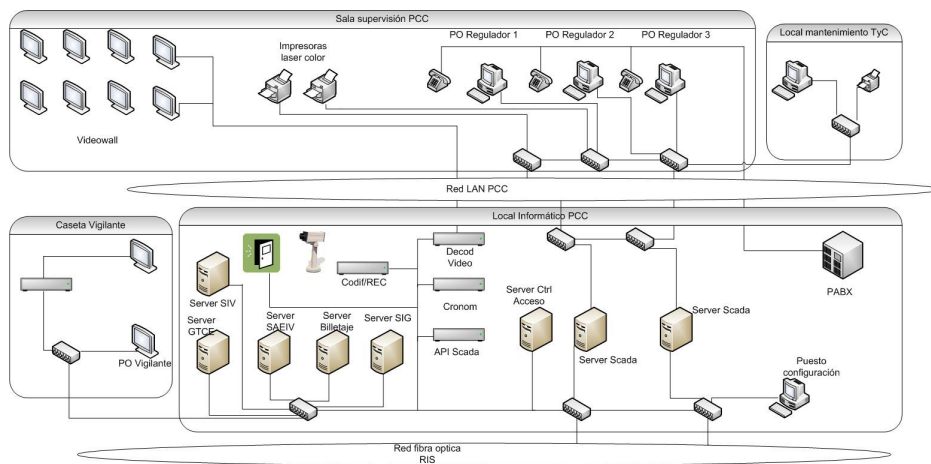 Sala supervisión PCC
PO Regulador 1
PO Regulador 2
PO Regulador 3
Local mantenimiento TyC
Impresoras
laser color
Videowall
Red LAN PCC
Caseta Vigilante
PO Vigilante
Local Informático PCC
Decod
Video
Codif/REC
Cronom
API Scada
Server SIV
Server
GTCE
Server
SAEIV
Server
Billetaje
Server SIG
Server Ctrl
Acceso
Server Scada
Server Scada
PABX
Puesto
configuración
Red fibra optica
RIS